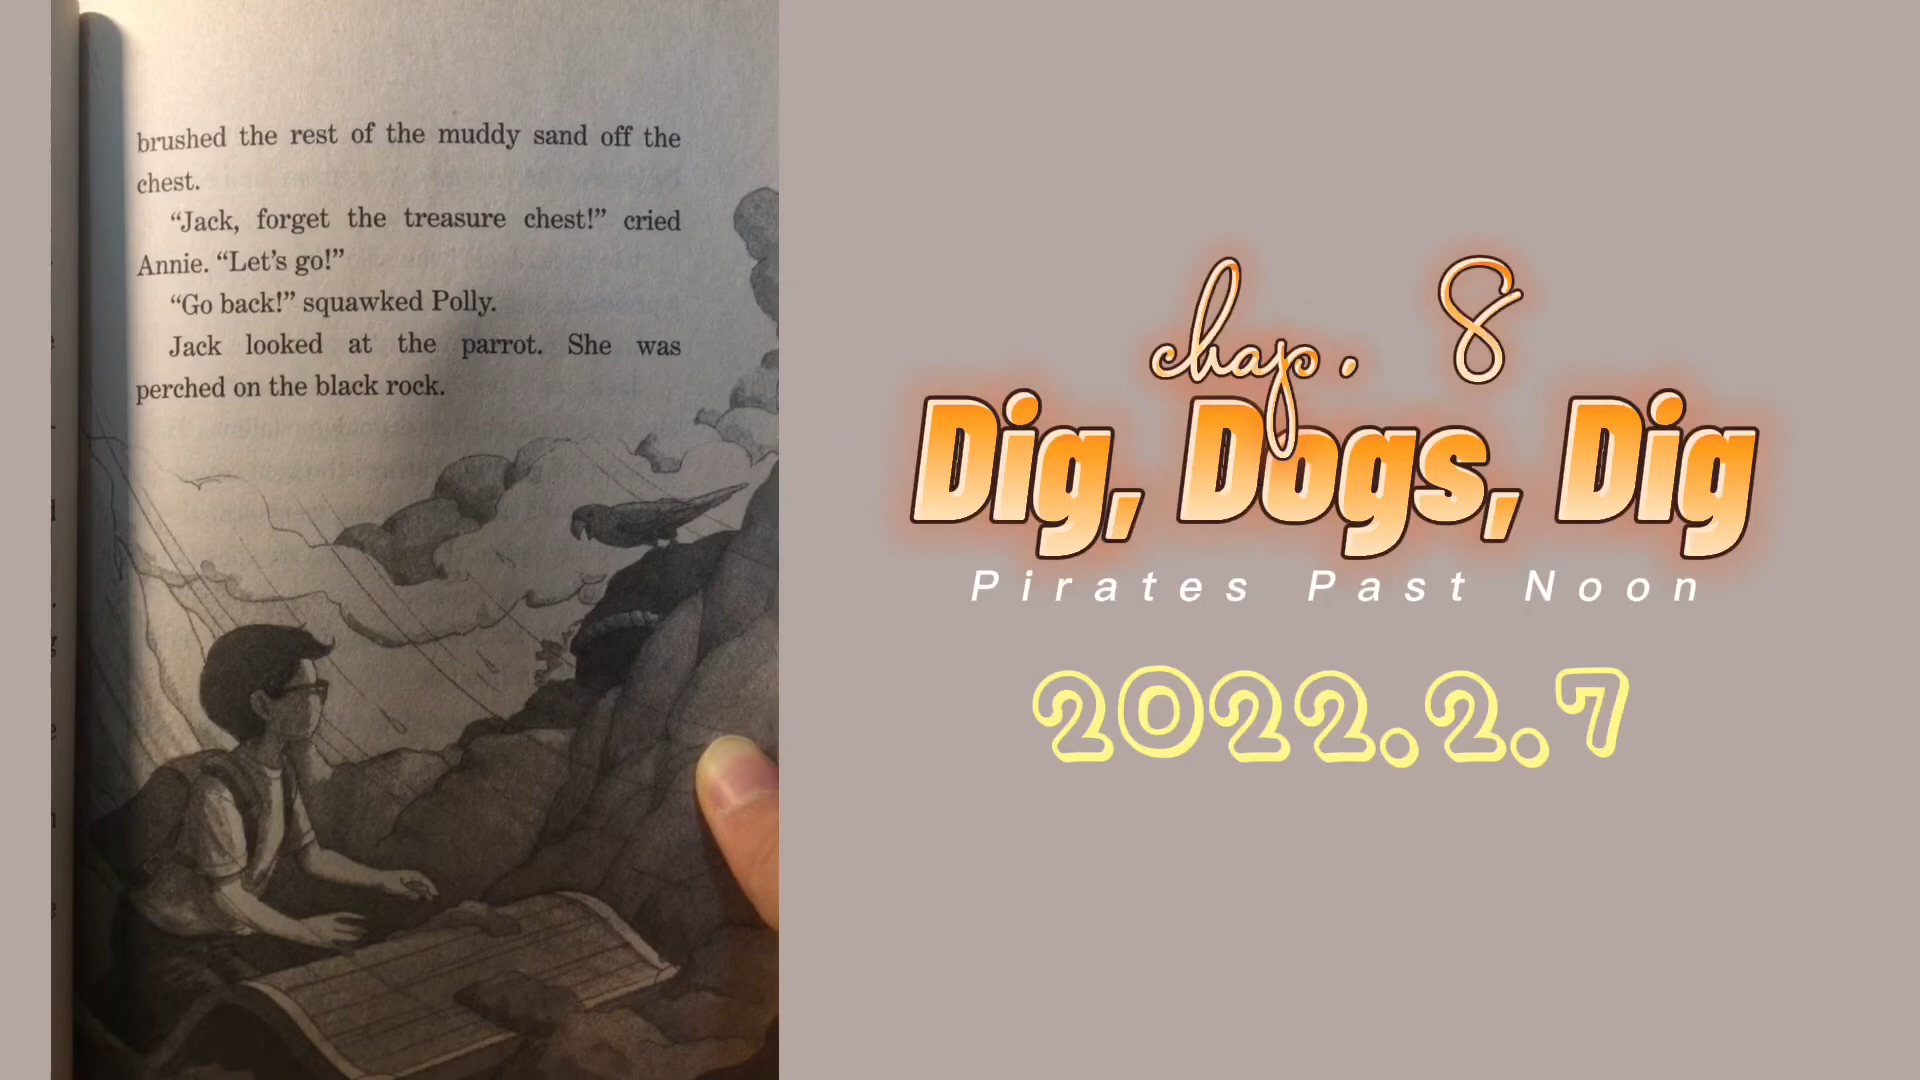 brushed the rest of the muddy sand off the
chest.
“Jack, forget the treasure chest!” cried
Annie. “Let’s go!”
“Go back!” squawked Polly.
Jack looked at the parrot. She was
perched on the black rock.
chap. 8
Dig, Dogs, Dig
Pirates Past Noon
2022.2.7